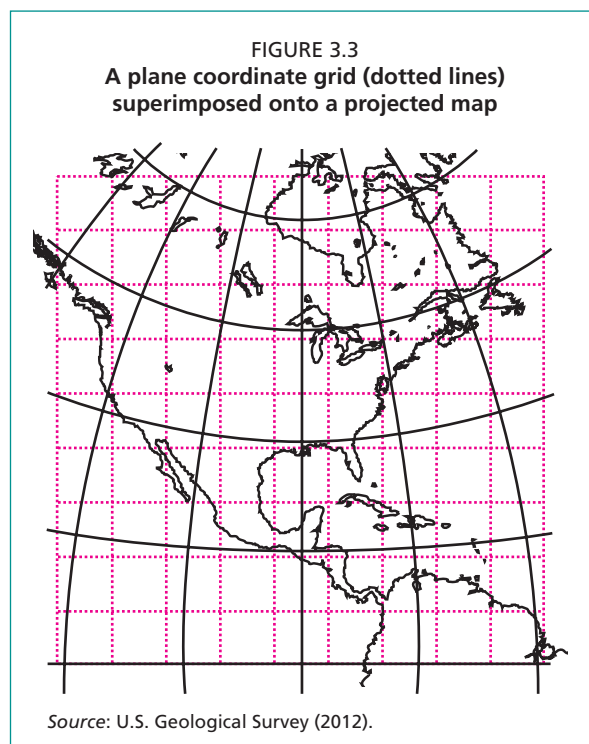 FIGURE 3.3
A plane coordinate grid (dotted lines)
superimposed onto a projected map
Source: U.S. Geological Survey (2012).